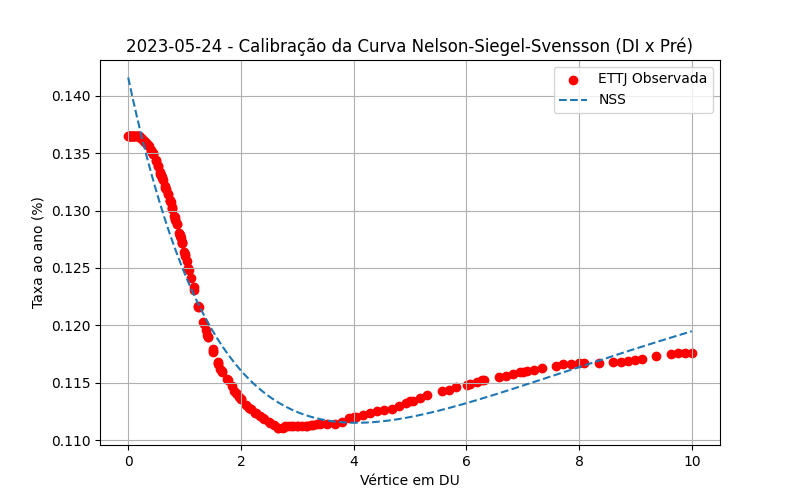 2023-05-24 - Calibração da Curva Nelson-Siegel-Svensson (DI x Pré)
ETTJ Observada
NSS
Taxa ao ano (%)
0.140
0.135
0.130
0.125
0.120
0.115
0.110
0 2 4 6 8 10
Vértice em DU